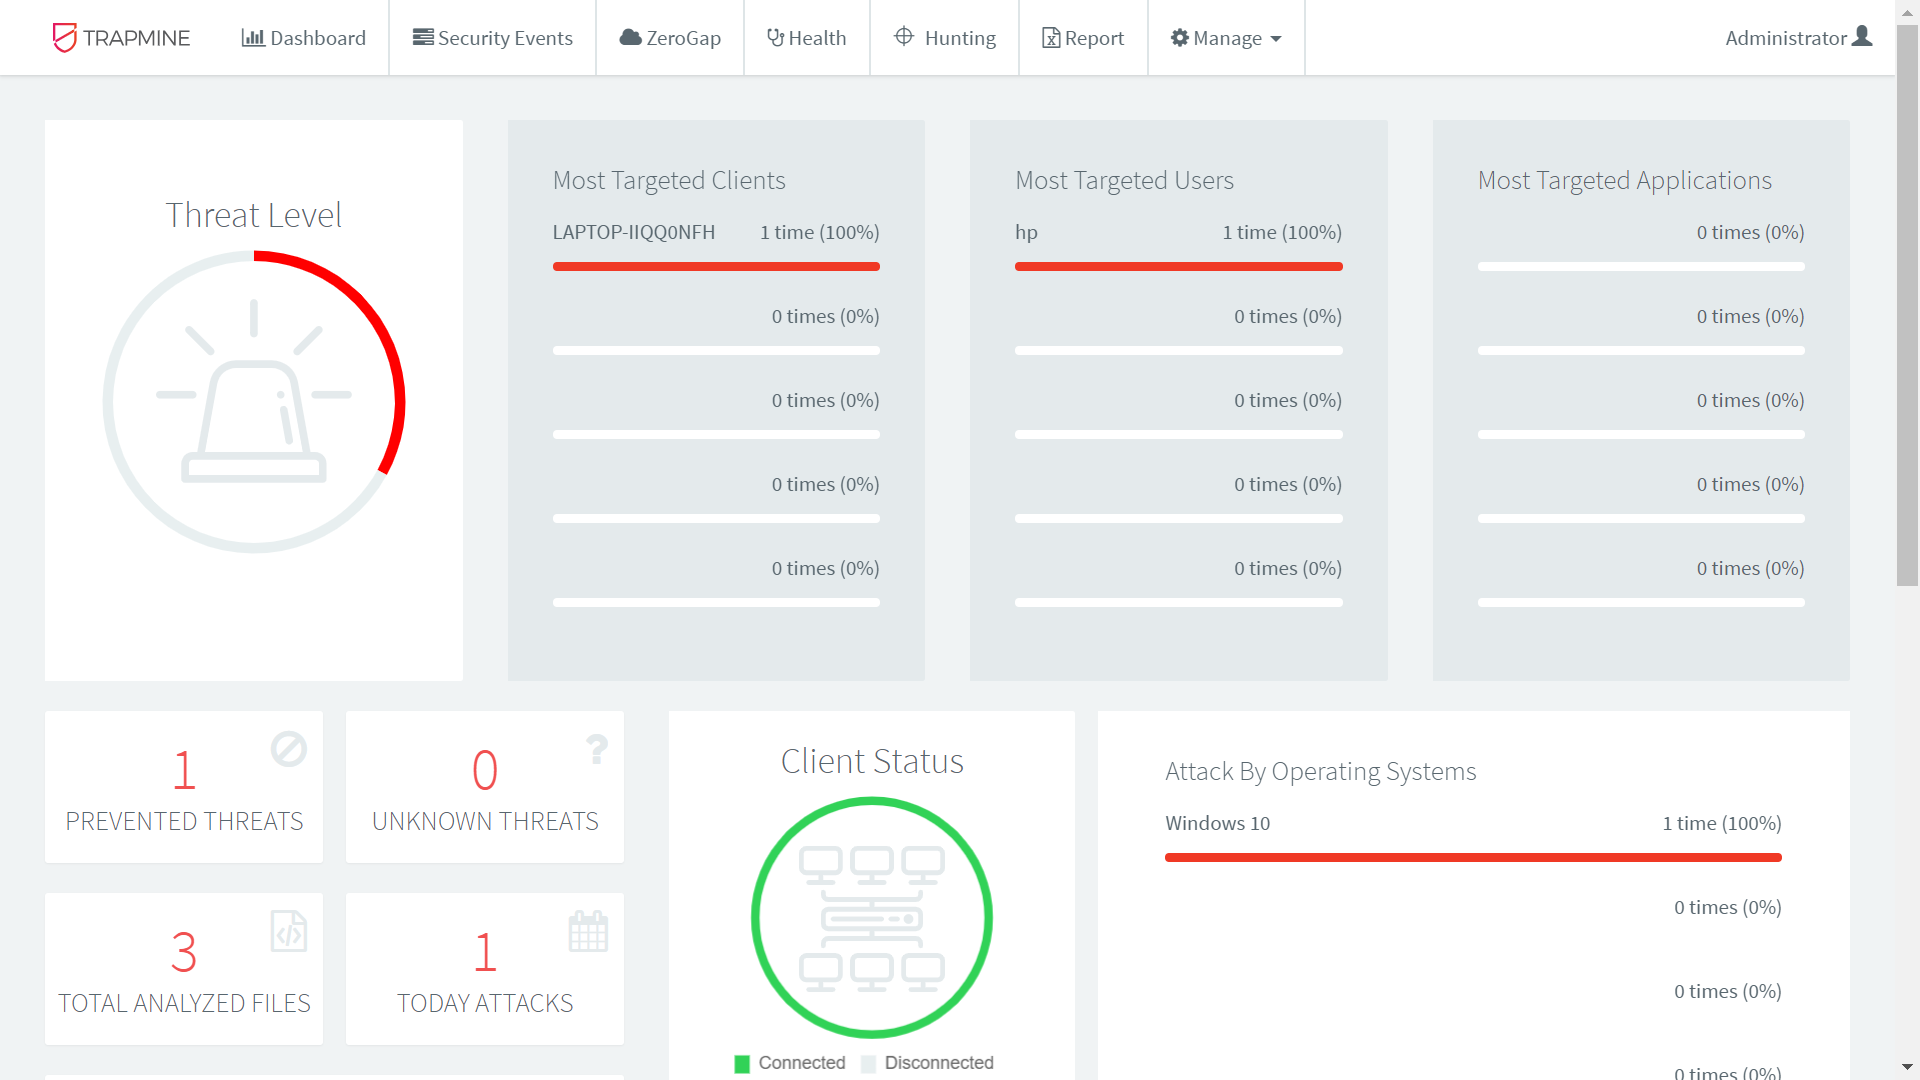 TRAPMINE
Dashboard
Security Events
ZeroGap
Health
Hunting
Report
Manage
Administrator
Threat Level
Most Targeted Clients
LAPTOP-IIQQ0NFH 1 time (100%)
0 times (0%)
0 times (0%)
0 times (0%)
0 times (0%)
Most Targeted Users
hp 1 time (100%)
0 times (0%)
0 times (0%)
0 times (0%)
0 times (0%)
Most Targeted Applications
0 times (0%)
0 times (0%)
0 times (0%)
0 times (0%)
0 times (0%)
1
PREVENTED THREATS
0
UNKNOWN THREATS
3
TOTAL ANALYZED FILES
1
TODAY ATTACKS
Client Status
Connected Disconnected
Attack By Operating Systems
Windows 10 1 time (100%)
0 times (0%)
0 times (0%)
0 times (0%)